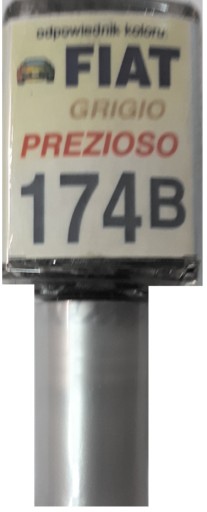 odpowiednik koloru:
FIAT
GRIGIO
PREZIOSO
174B